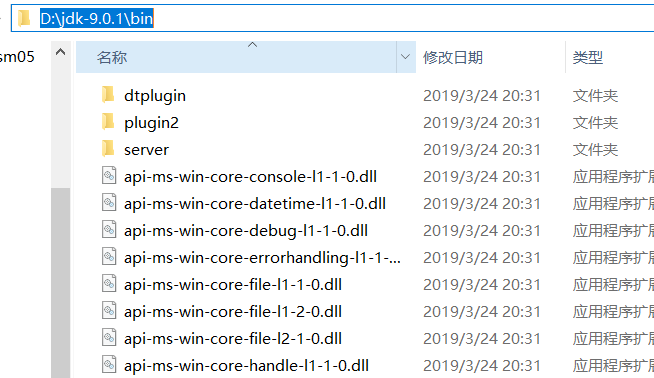 D:\jdk-9.0.1\bin
sm05
名称 修改日期 类型
dtplugin 2019/3/24 20:31 文件夹
plugin2 2019/3/24 20:31 文件夹
server 2019/3/24 20:31 文件夹
api-ms-win-core-console-l1-1-0.dll 2019/3/24 20:31 应用程序扩展
api-ms-win-core-datetime-l1-1-0.dll 2019/3/24 20:31 应用程序扩展
api-ms-win-core-debug-l1-1-0.dll 2019/3/24 20:31 应用程序扩展
api-ms-win-core-errorhandling-l1-1-... 2019/3/24 20:31 应用程序扩展
api-ms-win-core-file-l1-1-0.dll 2019/3/24 20:31 应用程序扩展
api-ms-win-core-file-l1-2-0.dll 2019/3/24 20:31 应用程序扩展
api-ms-win-core-file-l2-1-0.dll 2019/3/24 20:31 应用程序扩展
api-ms-win-core-handle-l1-1-0.dll 2019/3/24 20:31 应用程序扩展